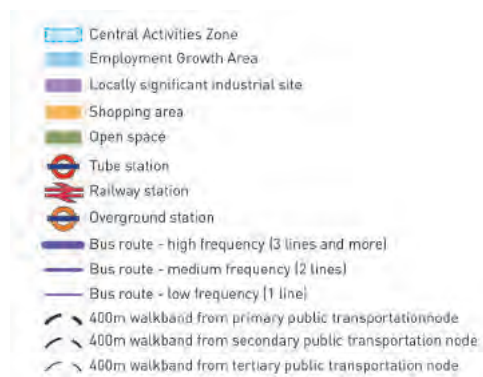 Central Activities Zone
Employment Growth Area
Locally significant industrial site
Shopping area
Open space
Tube station
Railway station
Overground station
Bus route - high frequency (3 lines and more)
Bus route - medium frequency (2 lines)
Bus route - low frequency (1 line)
400m walkband from primary public transportationnode
400m walkband from secondary public transportation node
400m walkband from tertiary public transportation node